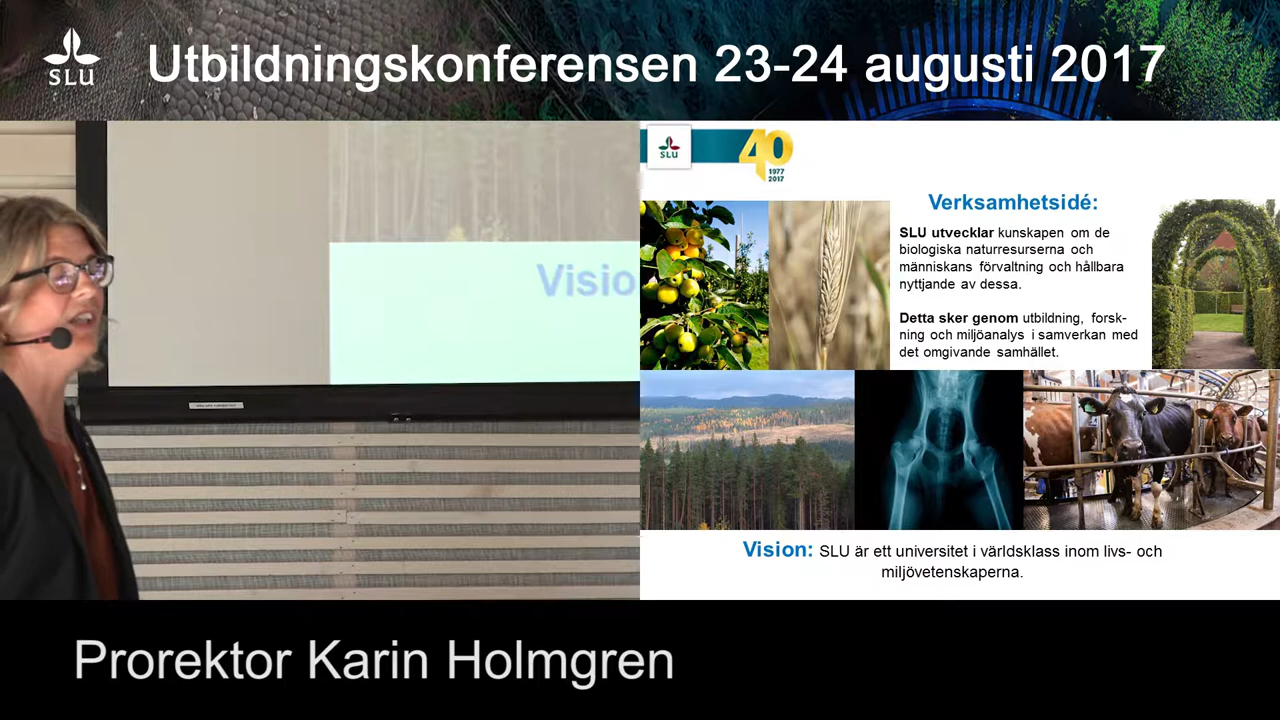 SLU
Utbildningskonferensen 23-24 augusti 2017
Visio
SLU
40
1977
2017
Verksamhetsidé:
SLU utvecklar kunskapen om de
biologiska naturresurserna och
människans förvaltning och hållbara
nyttjande av dessa.
Detta sker genom utbildning, forsk-
ning och miljöanalys i samverkan med
det omgivande samhället.
Vision: SLU är ett universitet i världsklass inom livs- och
miljövetenskaperna.
Prorektor Karin Holmgren